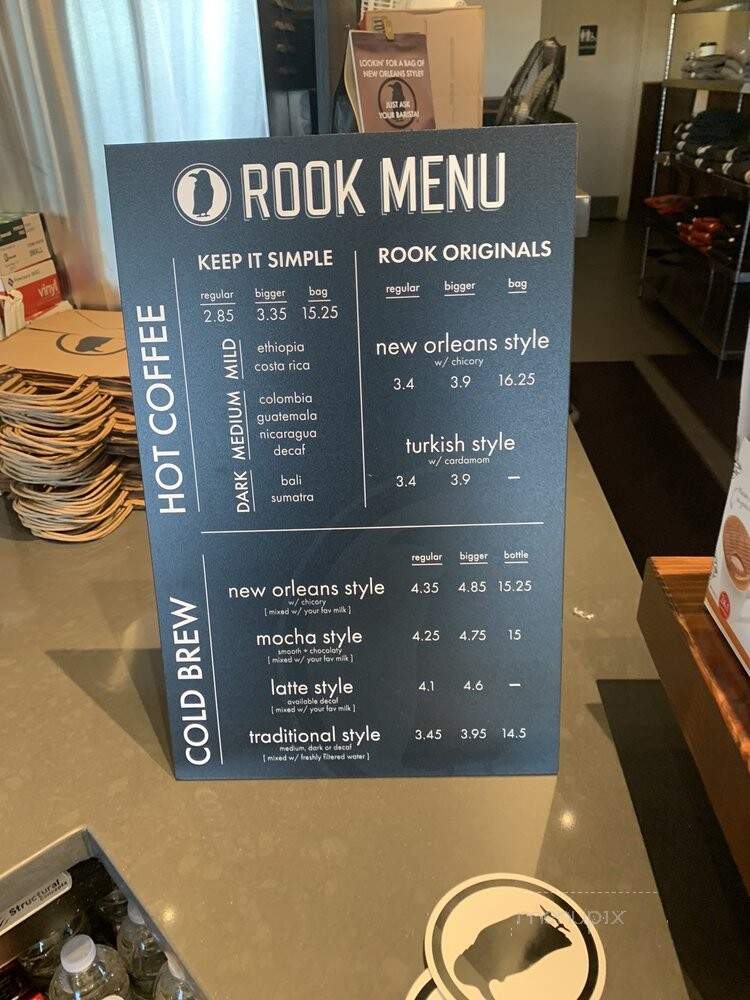 LOOKIN' FOR A BAG OF
NEW ORLEANS STYLE?
JUST ASK
YOUR BARISTA!
ROOK MENU
HOT COFFEE
KEEP IT SIMPLE
regular bigger bag
2.85 3.35 15.25
MILD
ethiopia
costa rica
MEDIUM
colombia
guatemala
nicaragua
decaf
DARK
bali
sumatra
ROOK ORIGINALS
regular bigger bag
new orleans style
w/ chicory
3.4 3.9 16.25
turkish style
w/ cardamom
3.4 3.9 —
COLD BREW
regular bigger bottle
new orleans style 4.35 4.85 15.25
w/ chicory
[ mixed w/ your fav milk ]
mocha style 4.25 4.75 15
smooth + chocolaty
[ mixed w/ your fav milk ]
latte style 4.1 4.6 —
available decaf
[ mixed w/ your fav milk ]
traditional style 3.45 3.95 14.5
medium, dark or decaf
[ mixed w/ freshly filtered water ]
vinyl
Structural
menupix